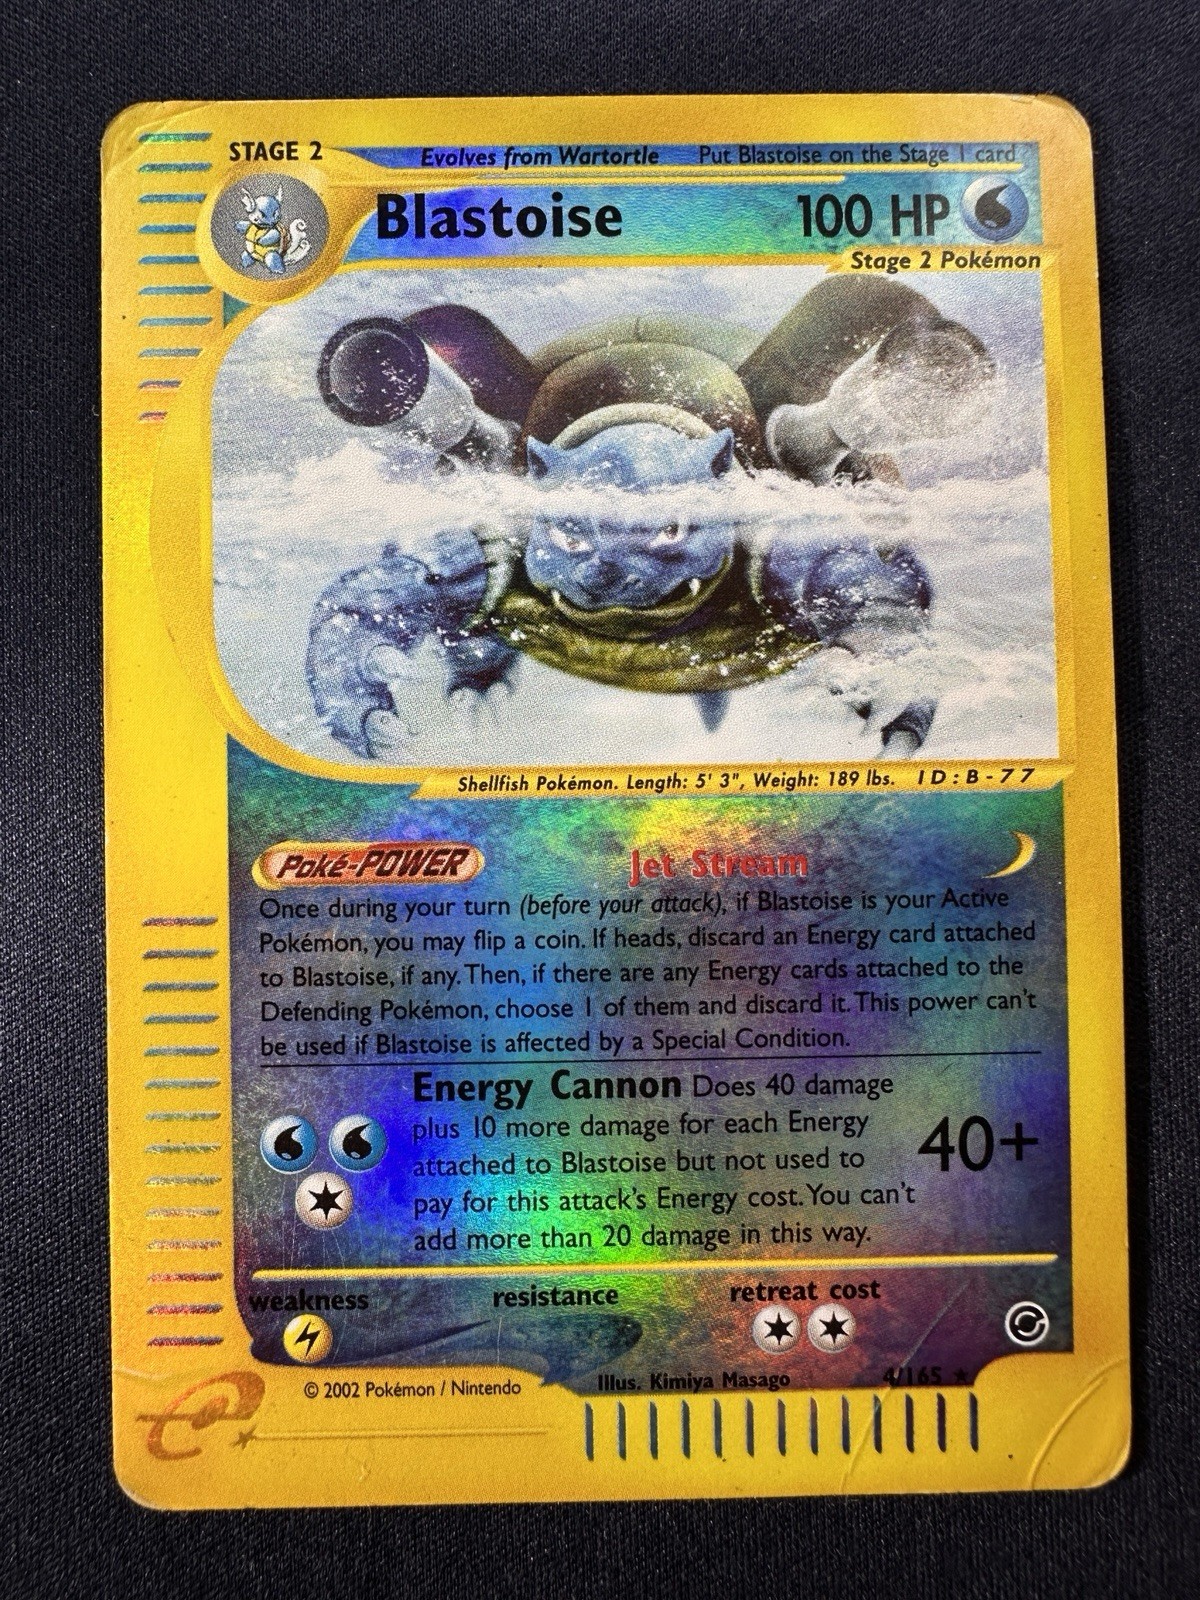 STAGE 2
Evolves from Wartortle Put Blastoise on the Stage 1 card
Blastoise 100 HP
Stage 2 Pokémon
Shellfish Pokémon. Length: 5' 3", Weight: 189 lbs. ID:B-77
Poké-POWER Jet Stream
Once during your turn (before your attack), if Blastoise is your Active
Pokémon, you may flip a coin. If heads, discard an Energy card attached
to Blastoise, if any. Then, if there are any Energy cards attached to the
Defending Pokémon, choose 1 of them and discard it. This power can't
be used if Blastoise is affected by a Special Condition.
Energy Cannon Does 40 damage
plus 10 more damage for each Energy
attached to Blastoise but not used to
pay for this attack's Energy cost. You can't
add more than 20 damage in this way.
40+
weakness resistance retreat cost
© 2002 Pokémon / Nintendo Illus. Kimiya Masago 4/165 ★
e